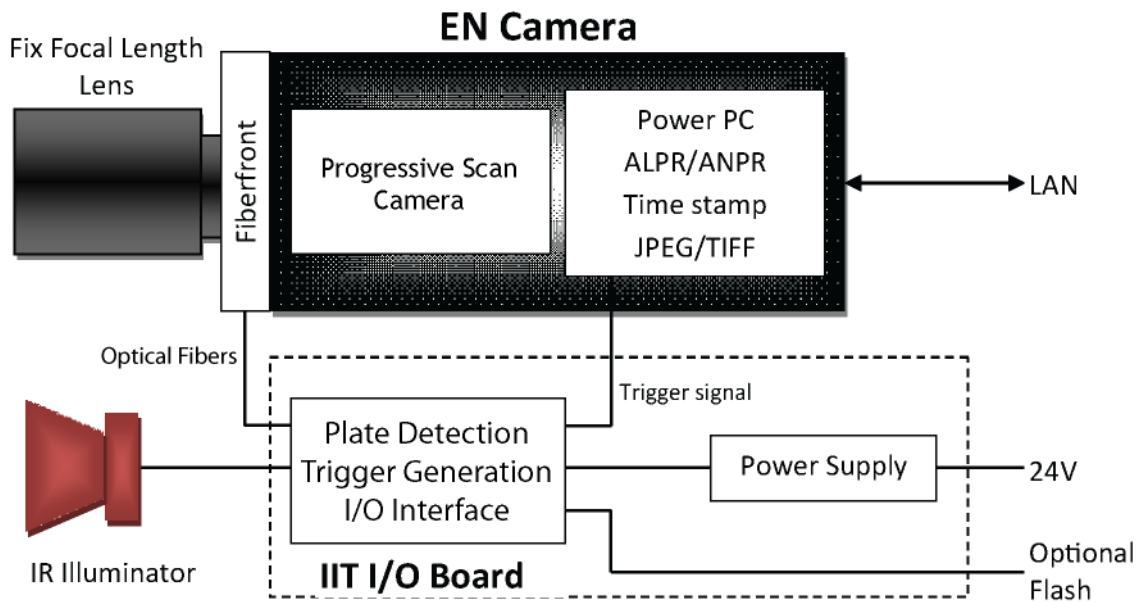 EN Camera
Fix Focal Length
Lens
Fiberfront
Progressive Scan
Camera
Power PC
ALPR/ANPR
Time stamp
JPEG/TIFF
LAN
Optical Fibers
Trigger signal
Plate Detection
Trigger Generation
I/O Interface
Power Supply
24V
IR Illuminator
IIT I/O Board
Optional
Flash